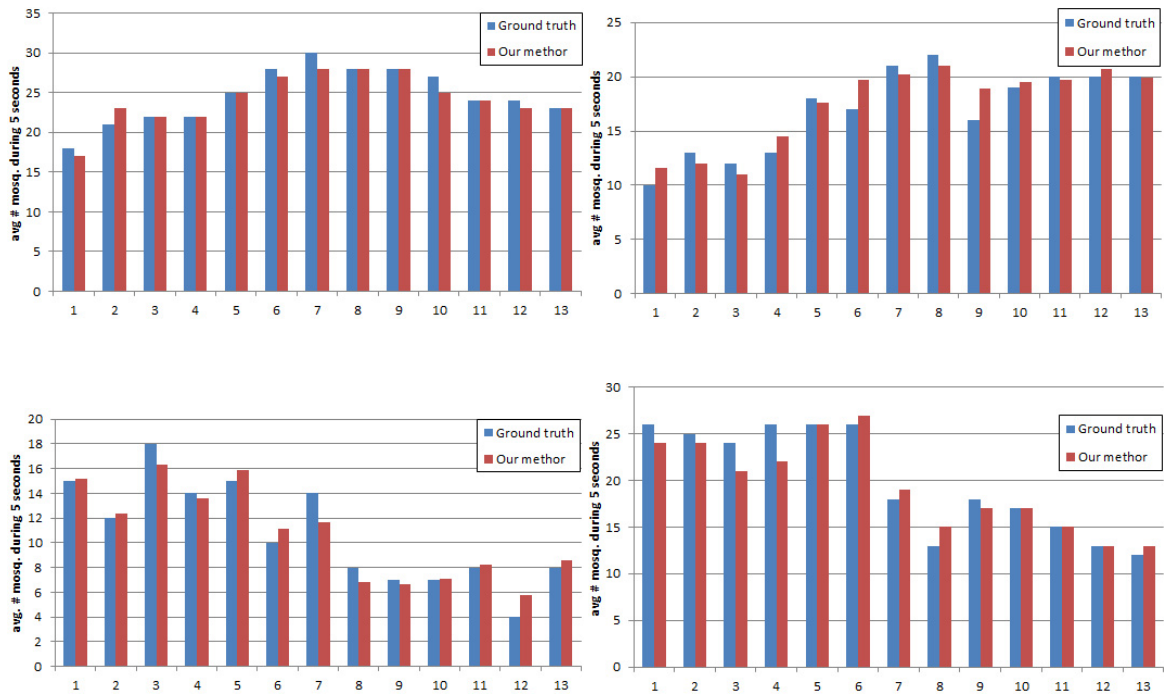 35
30
25
20
15
10
5
0
avg # mosq. during 5 seconds
Ground truth
Our methor
1 2 3 4 5 6 7 8 9 10 11 12 13
25
20
15
10
5
0
avg # mosq. during 5 seconds
Ground truth
Our methor
1 2 3 4 5 6 7 8 9 10 11 12 13
20
18
16
14
12
10
8
6
4
2
0
avg. # mosq. during 5 seconds
Ground truth
Our methor
1 2 3 4 5 6 7 8 9 10 11 12 13
30
25
20
15
10
5
0
avg # mosq. during 5 seconds
Ground truth
Our methor
1 2 3 4 5 6 7 8 9 10 11 12 13